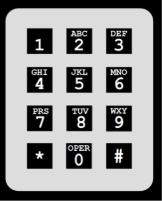 ABC DEF
1 2 3
GHI JKL MNO
4 5 6
PRS TUV WXY
7 8 9
OPER
* 0 #